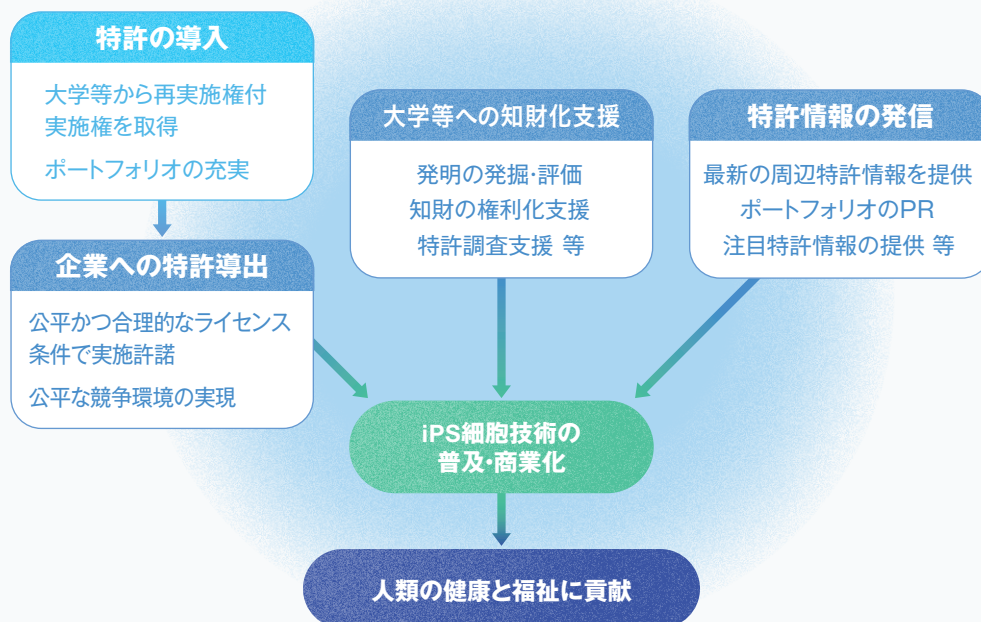 特許の導入
大学等から再実施権付
実施権を取得
ポートフォリオの充実
企業への特許導出
公平かつ合理的なライセンス
条件で実施許諾
公平な競争環境の実現
大学等への知財化支援
発明の発掘・評価
知財の権利化支援
特許調査支援 等
特許情報の発信
最新の周辺特許情報を提供
ポートフォリオのPR
注目特許情報の提供 等
iPS細胞技術の
普及・商業化
人類の健康と福祉に貢献